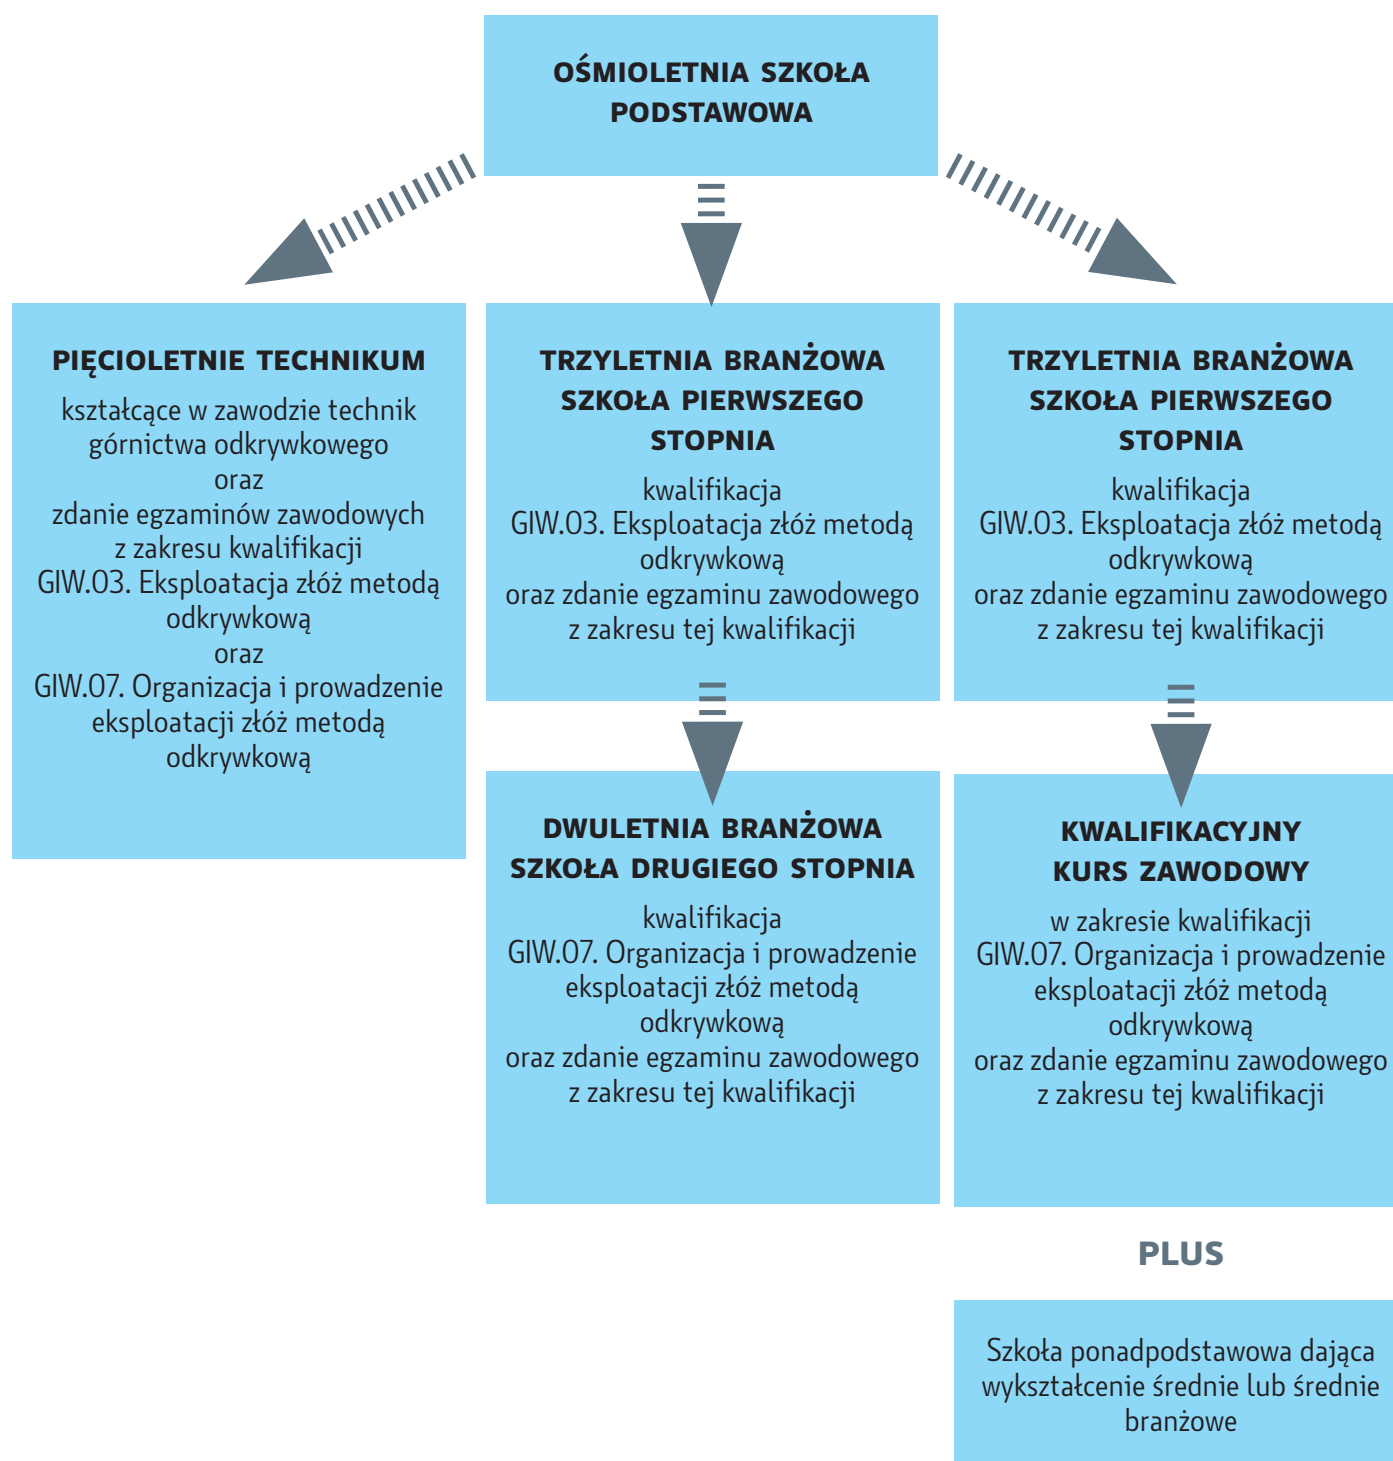 OŚMIOLETNIA SZKOŁA
PODSTAWOWA
PIĘCIOLETNIE TECHNIKUM
kształcące w zawodzie technik
górnictwa odkrywkowego
oraz
zdanie egzaminów zawodowych
z zakresu kwalifikacji
GIW.03. Eksploatacja złóż metodą
odkrywkową
oraz
GIW.07. Organizacja i prowadzenie
eksploatacji złóż metodą
odkrywkową
TRZYLETNIA BRANŻOWA
SZKOŁA PIERWSZEGO
STOPNIA
kwalifikacja
GIW.03. Eksploatacja złóż metodą
odkrywkową
oraz zdanie egzaminu zawodowego
z zakresu tej kwalifikacji
DWULETNIA BRANŻOWA
SZKOŁA DRUGIEGO STOPNIA
kwalifikacja
GIW.07. Organizacja i prowadzenie
eksploatacji złóż metodą
odkrywkową
oraz zdanie egzaminu zawodowego
z zakresu tej kwalifikacji
TRZYLETNIA BRANŻOWA
SZKOŁA PIERWSZEGO
STOPNIA
kwalifikacja
GIW.03. Eksploatacja złóż metodą
odkrywkową
oraz zdanie egzaminu zawodowego
z zakresu tej kwalifikacji
KWALIFIKACYJNY
KURS ZAWODOWY
w zakresie kwalifikacji
GIW.07. Organizacja i prowadzenie
eksploatacji złóż metodą
odkrywkową
oraz zdanie egzaminu zawodowego
z zakresu tej kwalifikacji
PLUS
Szkoła ponadpodstawowa dająca
wykształcenie średnie lub średnie
branżowe